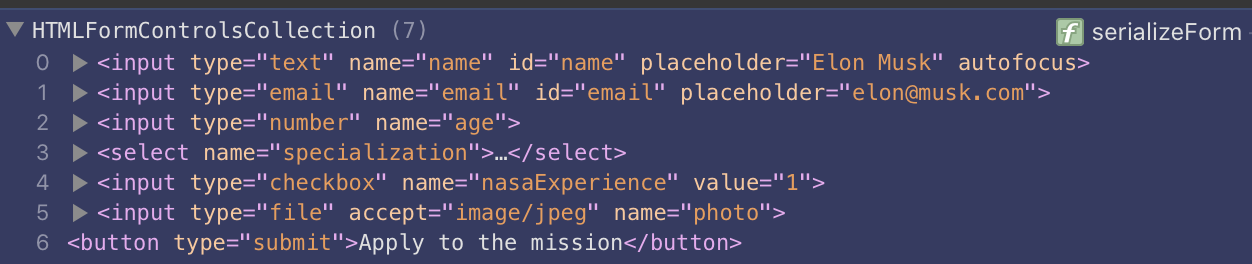 HTMLFormControlsCollection (7)
f serializeForm
0 <input type="text" name="name" id="name" placeholder="Elon Musk" autofocus>
1 <input type="email" name="email" id="email" placeholder="elon@musk.com">
2 <input type="number" name="age">
3 <select name="specialization">…</select>
4 <input type="checkbox" name="nasaExperience" value="1">
5 <input type="file" accept="image/jpeg" name="photo">
6 <button type="submit">Apply to the mission</button>